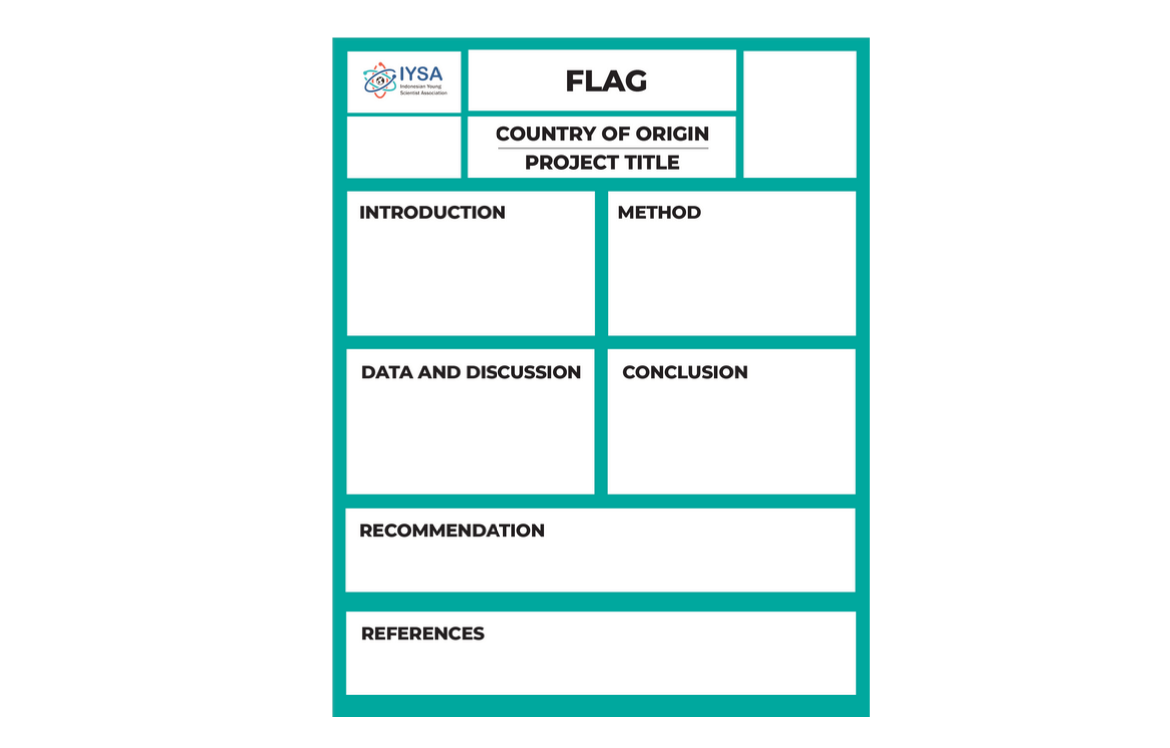 IYSA
Indonesian Young
Scientist Association
FLAG
COUNTRY OF ORIGIN
PROJECT TITLE
INTRODUCTION
METHOD
DATA AND DISCUSSION
CONCLUSION
RECOMMENDATION
REFERENCES